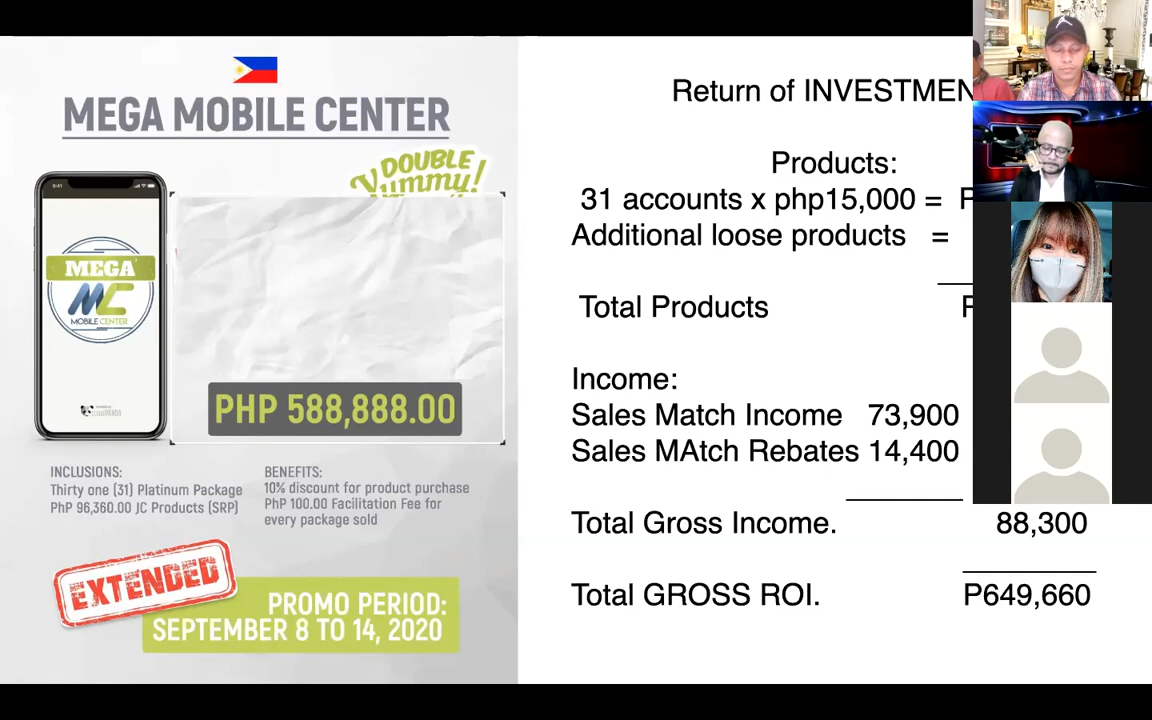 MEGA MOBILE CENTER
DOUBLE
Yummy!
9:41
MEGA
MC
MOBILE CENTER
PHP 588,888.00
INCLUSIONS:
Thirty one (31) Platinum Package
PhP 96,360.00 JC Products (SRP)
BENEFITS:
10% discount for product purchase
PhP 100.00 Facilitation Fee for
every package sold
EXTENDED
PROMO PERIOD:
SEPTEMBER 8 TO 14, 2020
Return of INVESTMEN
Products:
31 accounts x php15,000 = P
Additional loose products =
Total Products
Income:
Sales Match Income 73,900
Sales MAtch Rebates 14,400
Total Gross Income. 88,300
Total GROSS ROI. P649,660